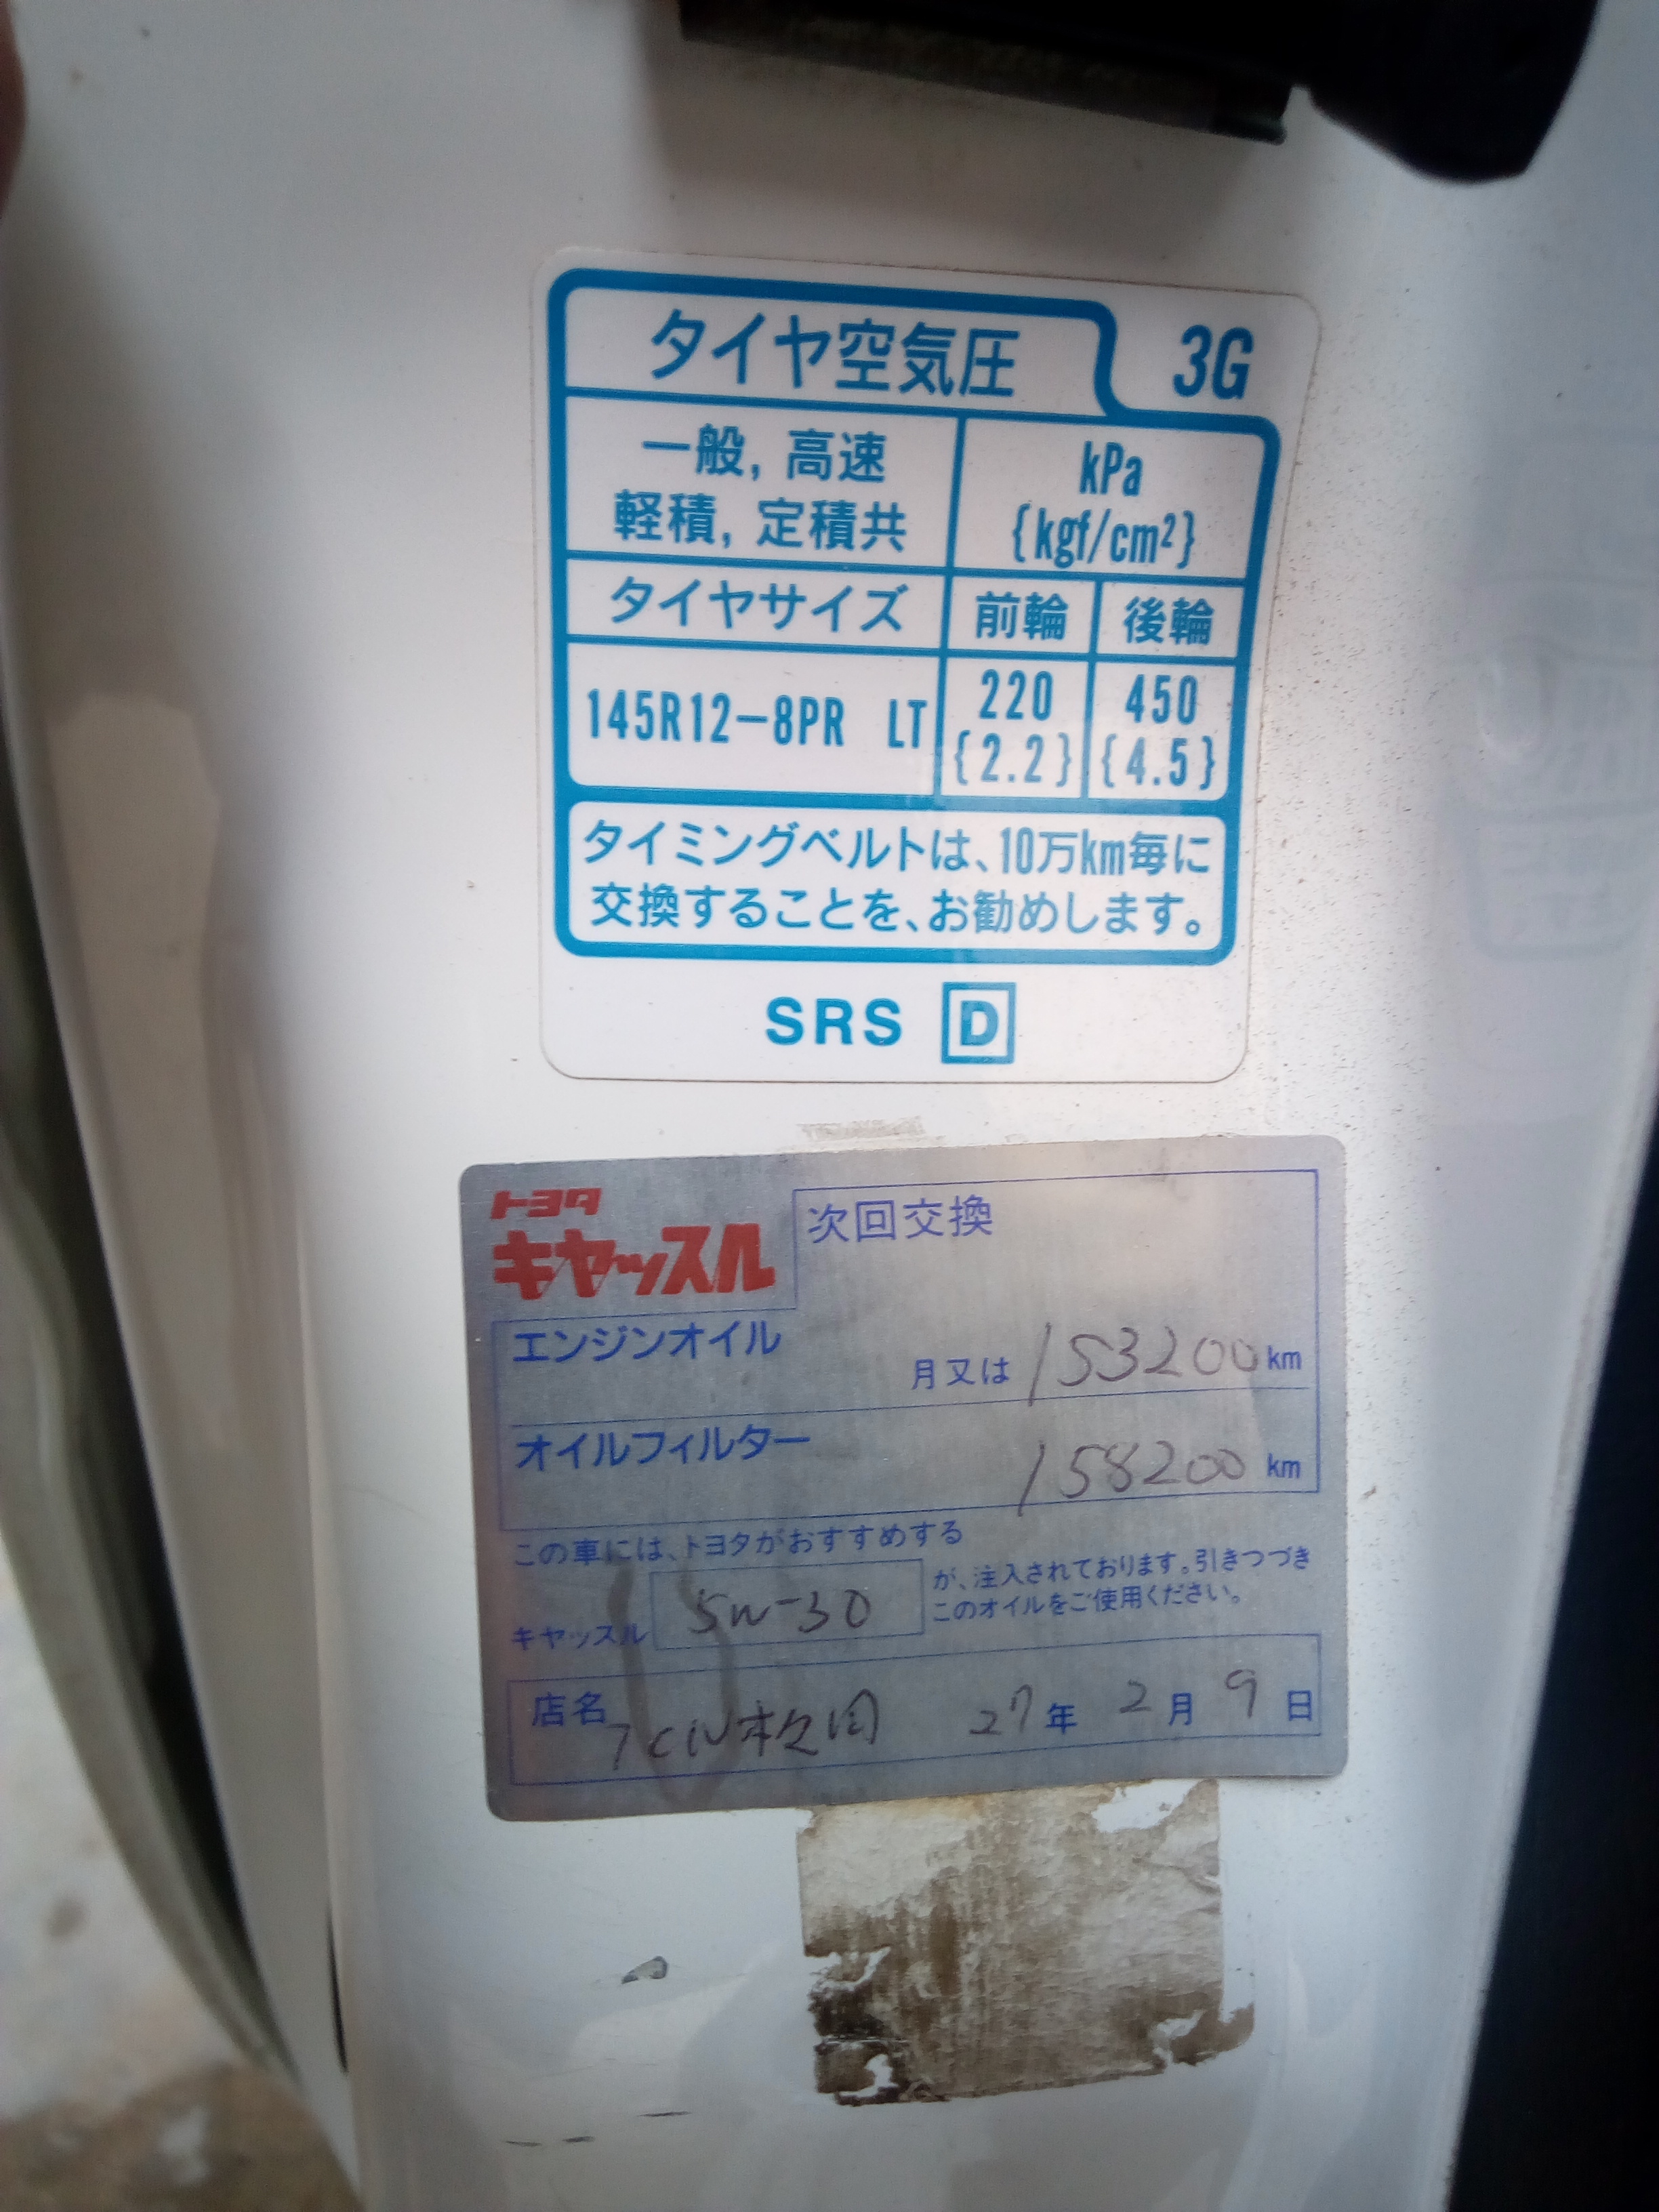 タイヤ空気圧 3G
一般, 高速
軽積, 定積共
kPa
{kgf/cm²}
タイヤサイズ 前輪 後輪
145R12-8PR LT 220 450
{2.2} {4.5}
タイミングベルトは、10万km毎に
交換することを、お勧めします。
SRS D
トヨタ
キャッスル
次回交換
エンジンオイル 月又は 153200 km
オイルフィルター 158200 km
この車には、トヨタがおすすめする
キャッスル 5W-30
が、注入されております。引きつづき
このオイルをご使用ください。
店名 27年 2月 9日